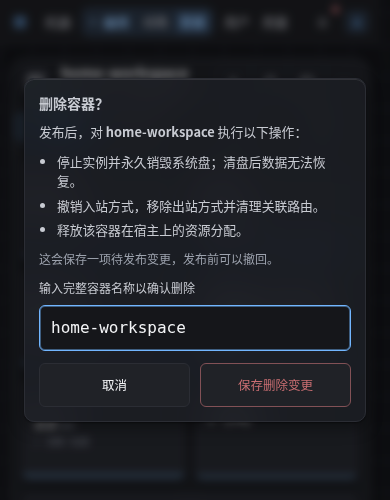 删除容器?
发布后，对 home-workspace 执行以下操作：
停止实例并永久销毁系统盘；清盘后数据无法恢
复。
撤销入站方式，移除出站方式并清理关联路由。
释放该容器在宿主上的资源分配。
这会保存一项待发布变更，发布前可以撤回。
输入完整容器名称以确认删除
home-workspace
取消
保存删除变更